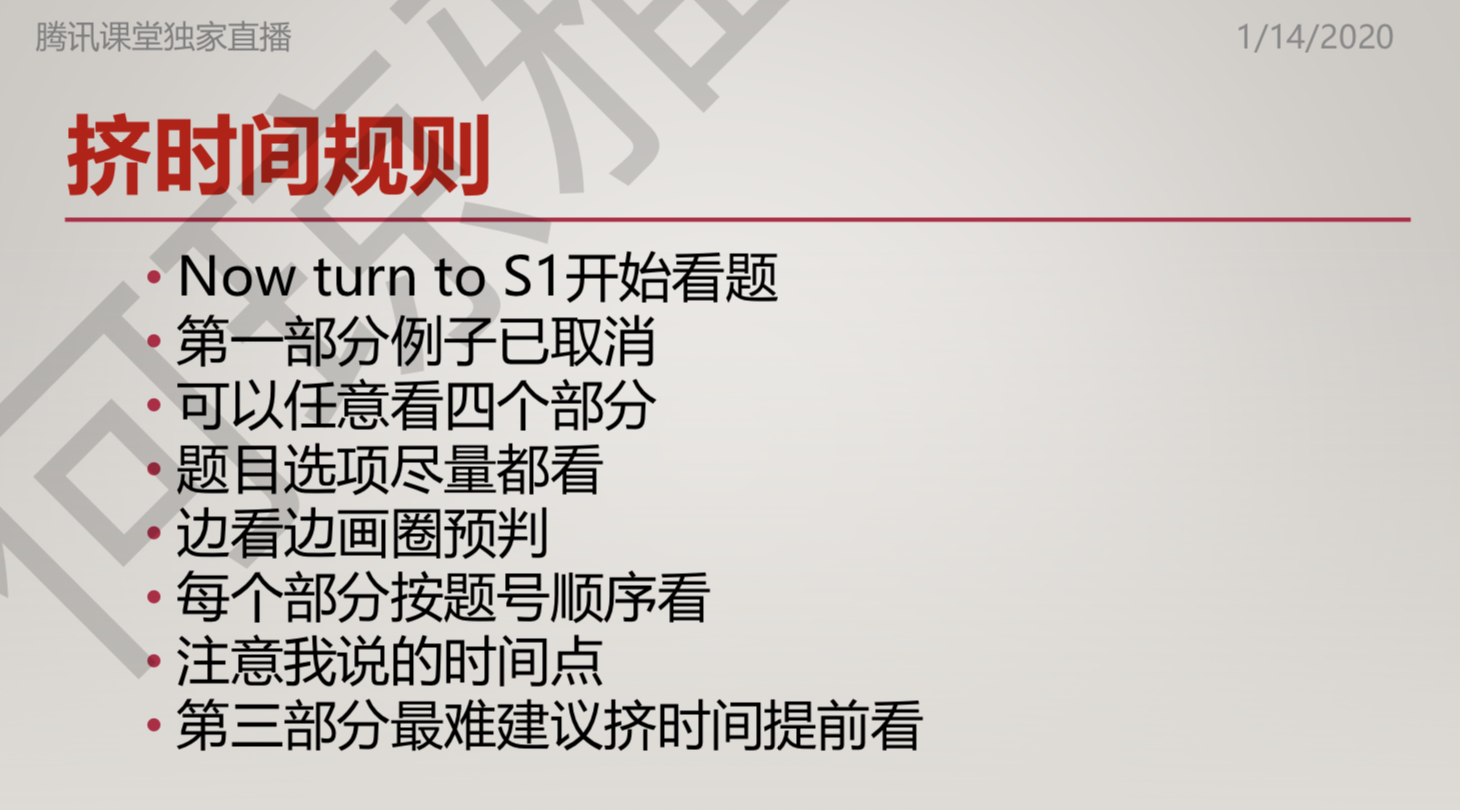 腾讯课堂独家直播
1/14/2020
挤时间规则
• Now turn to S1开始看题
• 第一部分例子已取消
• 可以任意看四个部分
• 题目选项尽量都看
• 边看边画圈预判
• 每个部分按题号顺序看
• 注意我说的时间点
• 第三部分最难建议挤时间提前看
何琼雅